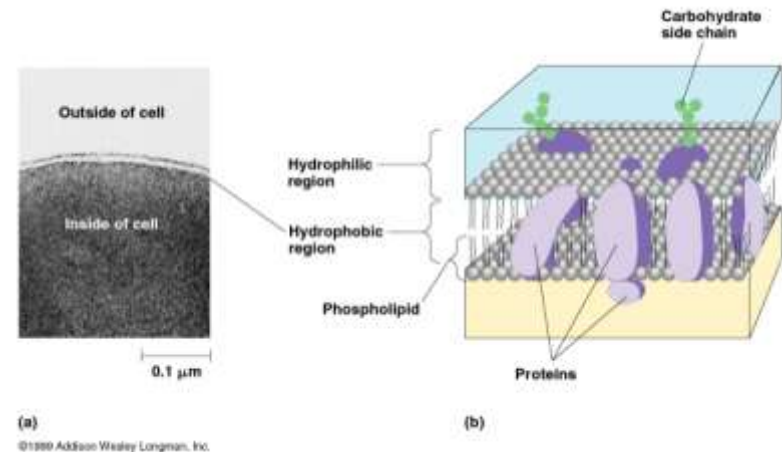 Carbohydrate
side chain
Outside of cell
Hydrophilic
region
Inside of cell
Hydrophobic
region
Phospholipid
0.1 μm
Proteins
(a)
(b)
©1999 Addison Wesley Longman, Inc.